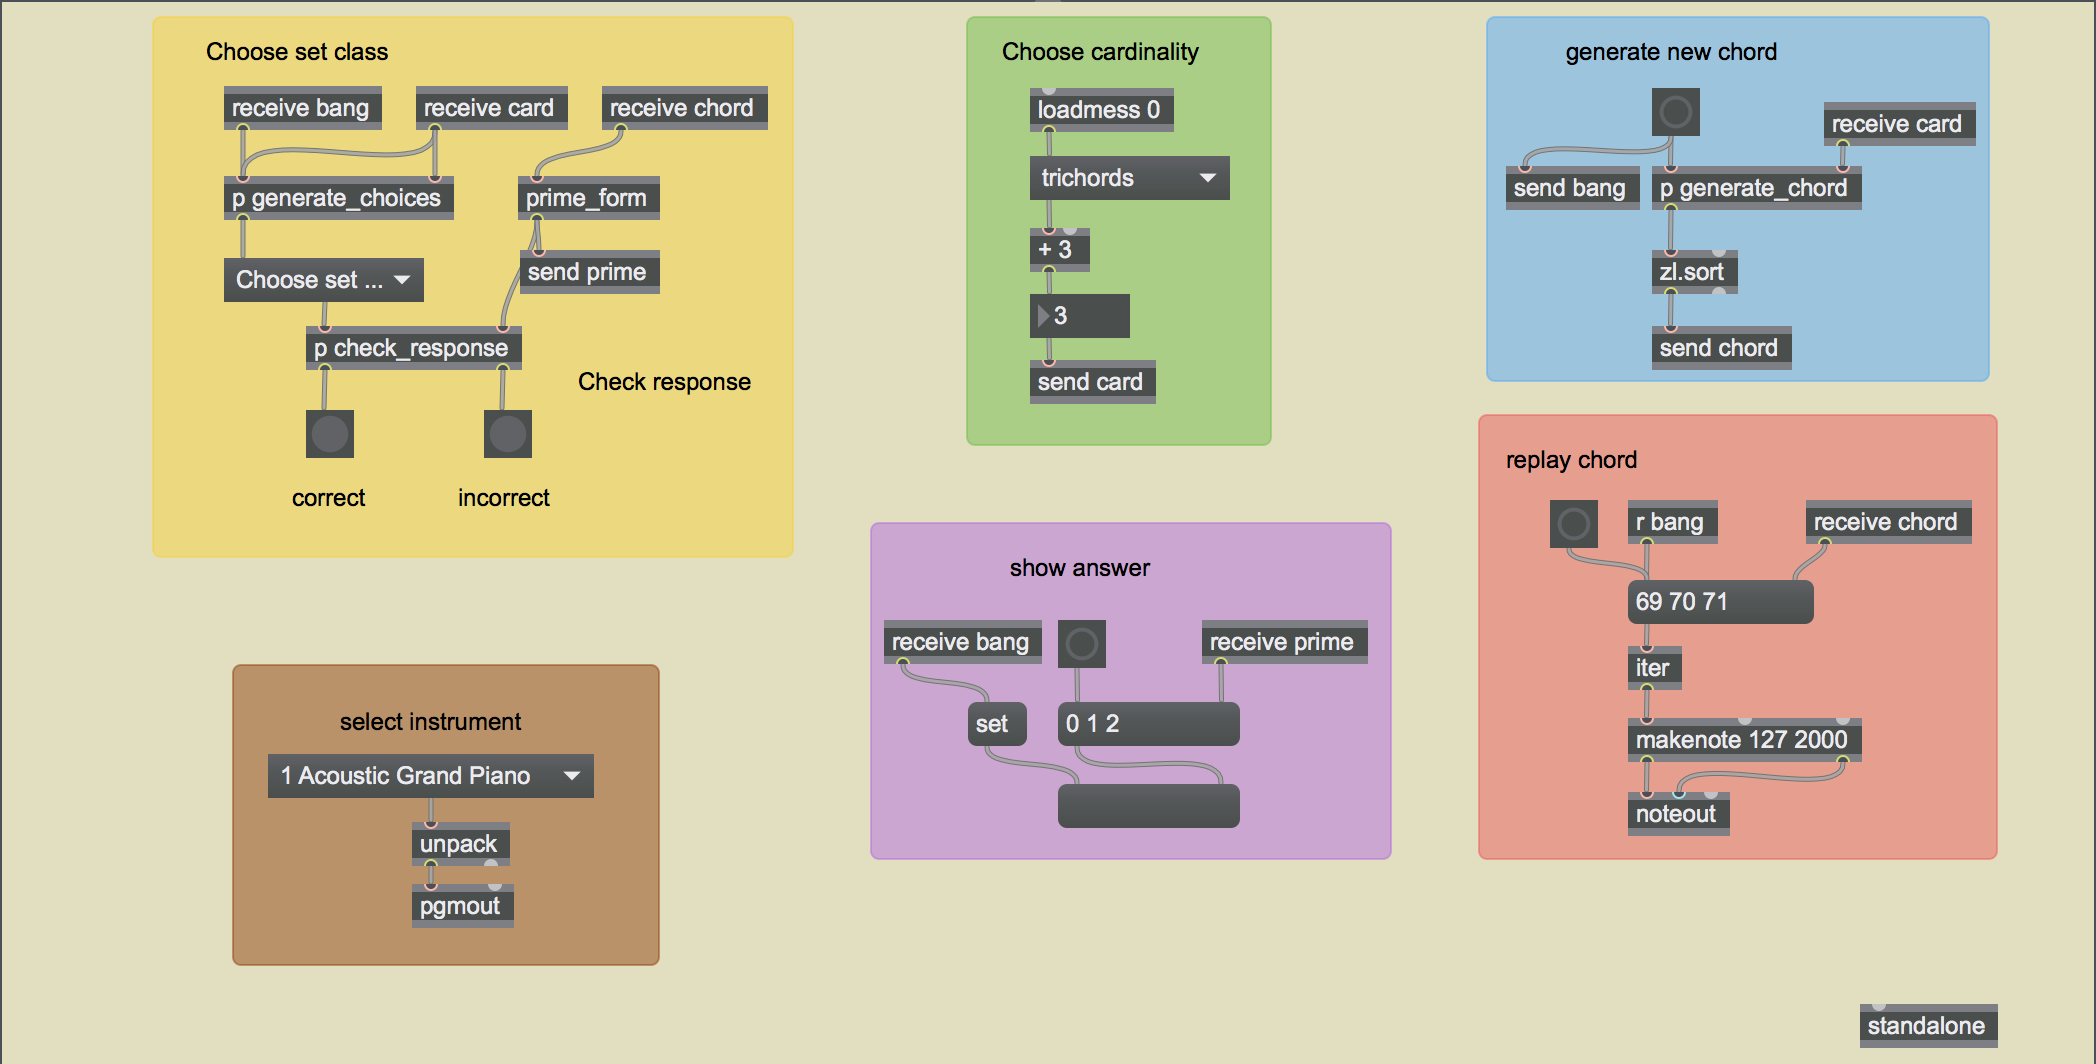 Choose set class
receive bang
receive card
receive chord
p generate_choices
prime_form
send prime
Choose set ...
p check_response
Check response
correct
incorrect
Choose cardinality
loadmess 0
trichords
+ 3
3
send card
generate new chord
receive card
send bang
p generate_chord
zl.sort
send chord
replay chord
r bang
receive chord
69 70 71
iter
makenote 127 2000
noteout
show answer
receive bang
receive prime
set
0 1 2
select instrument
1 Acoustic Grand Piano
unpack
pgmout
standalone